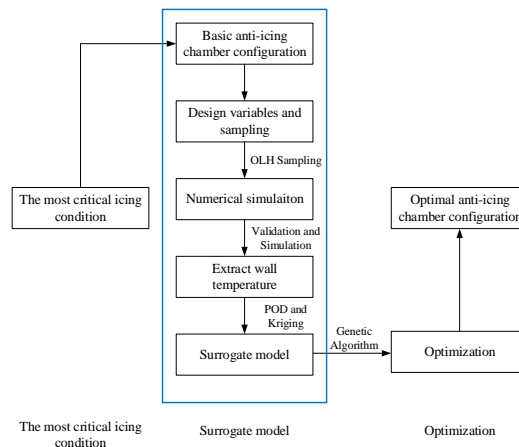 Basic anti-icing
chamber configuration
Design variables and
sampling
OLH Sampling
The most critical icing
condition
Numerical simulaiton
Optimal anti-icing
chamber configuration
Validation and
Simulation
Extract wall
temperature
POD and
Kriging
Surrogate model
Genetic
Algorithm
Optimization
The most critical icing
condition
Surrogate model
Optimization